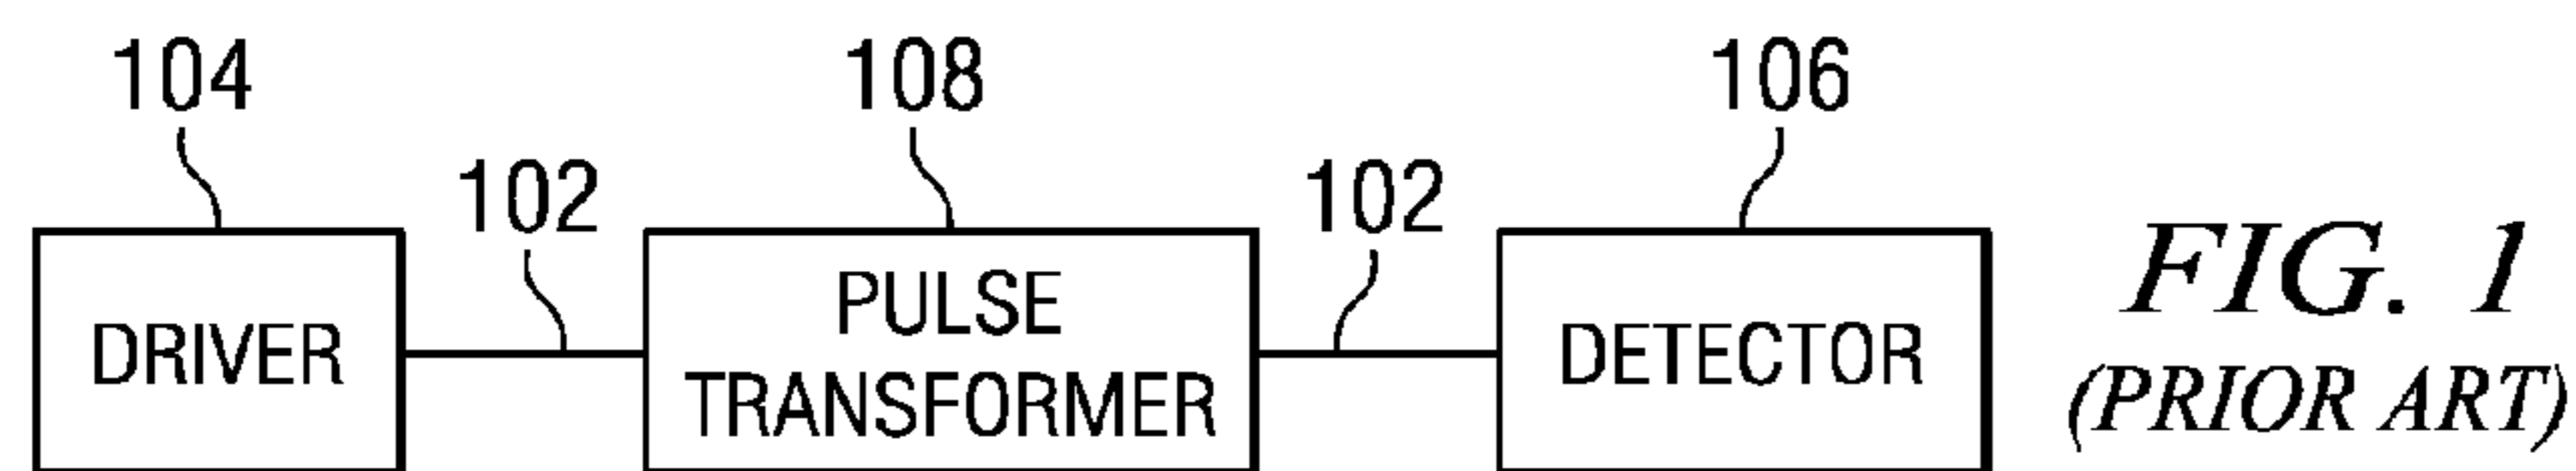 104
108
106
102
102
DRIVER
PULSE
TRANSFORMER
DETECTOR
FIG. 1
(PRIOR ART)